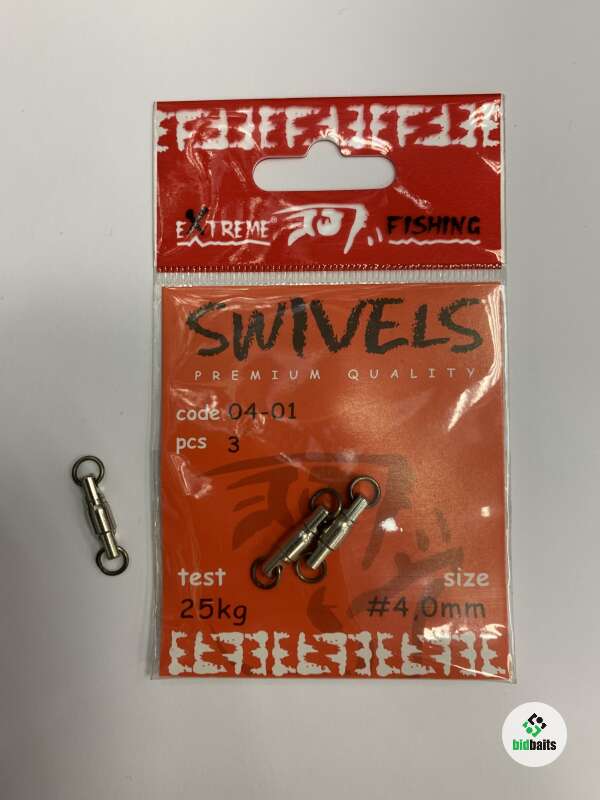 EXTREME® FISHING
SWIVELS
PREMIUM QUALITY
code 04-01
pcs 3
test size
25kg #4,0mm
bidbaits